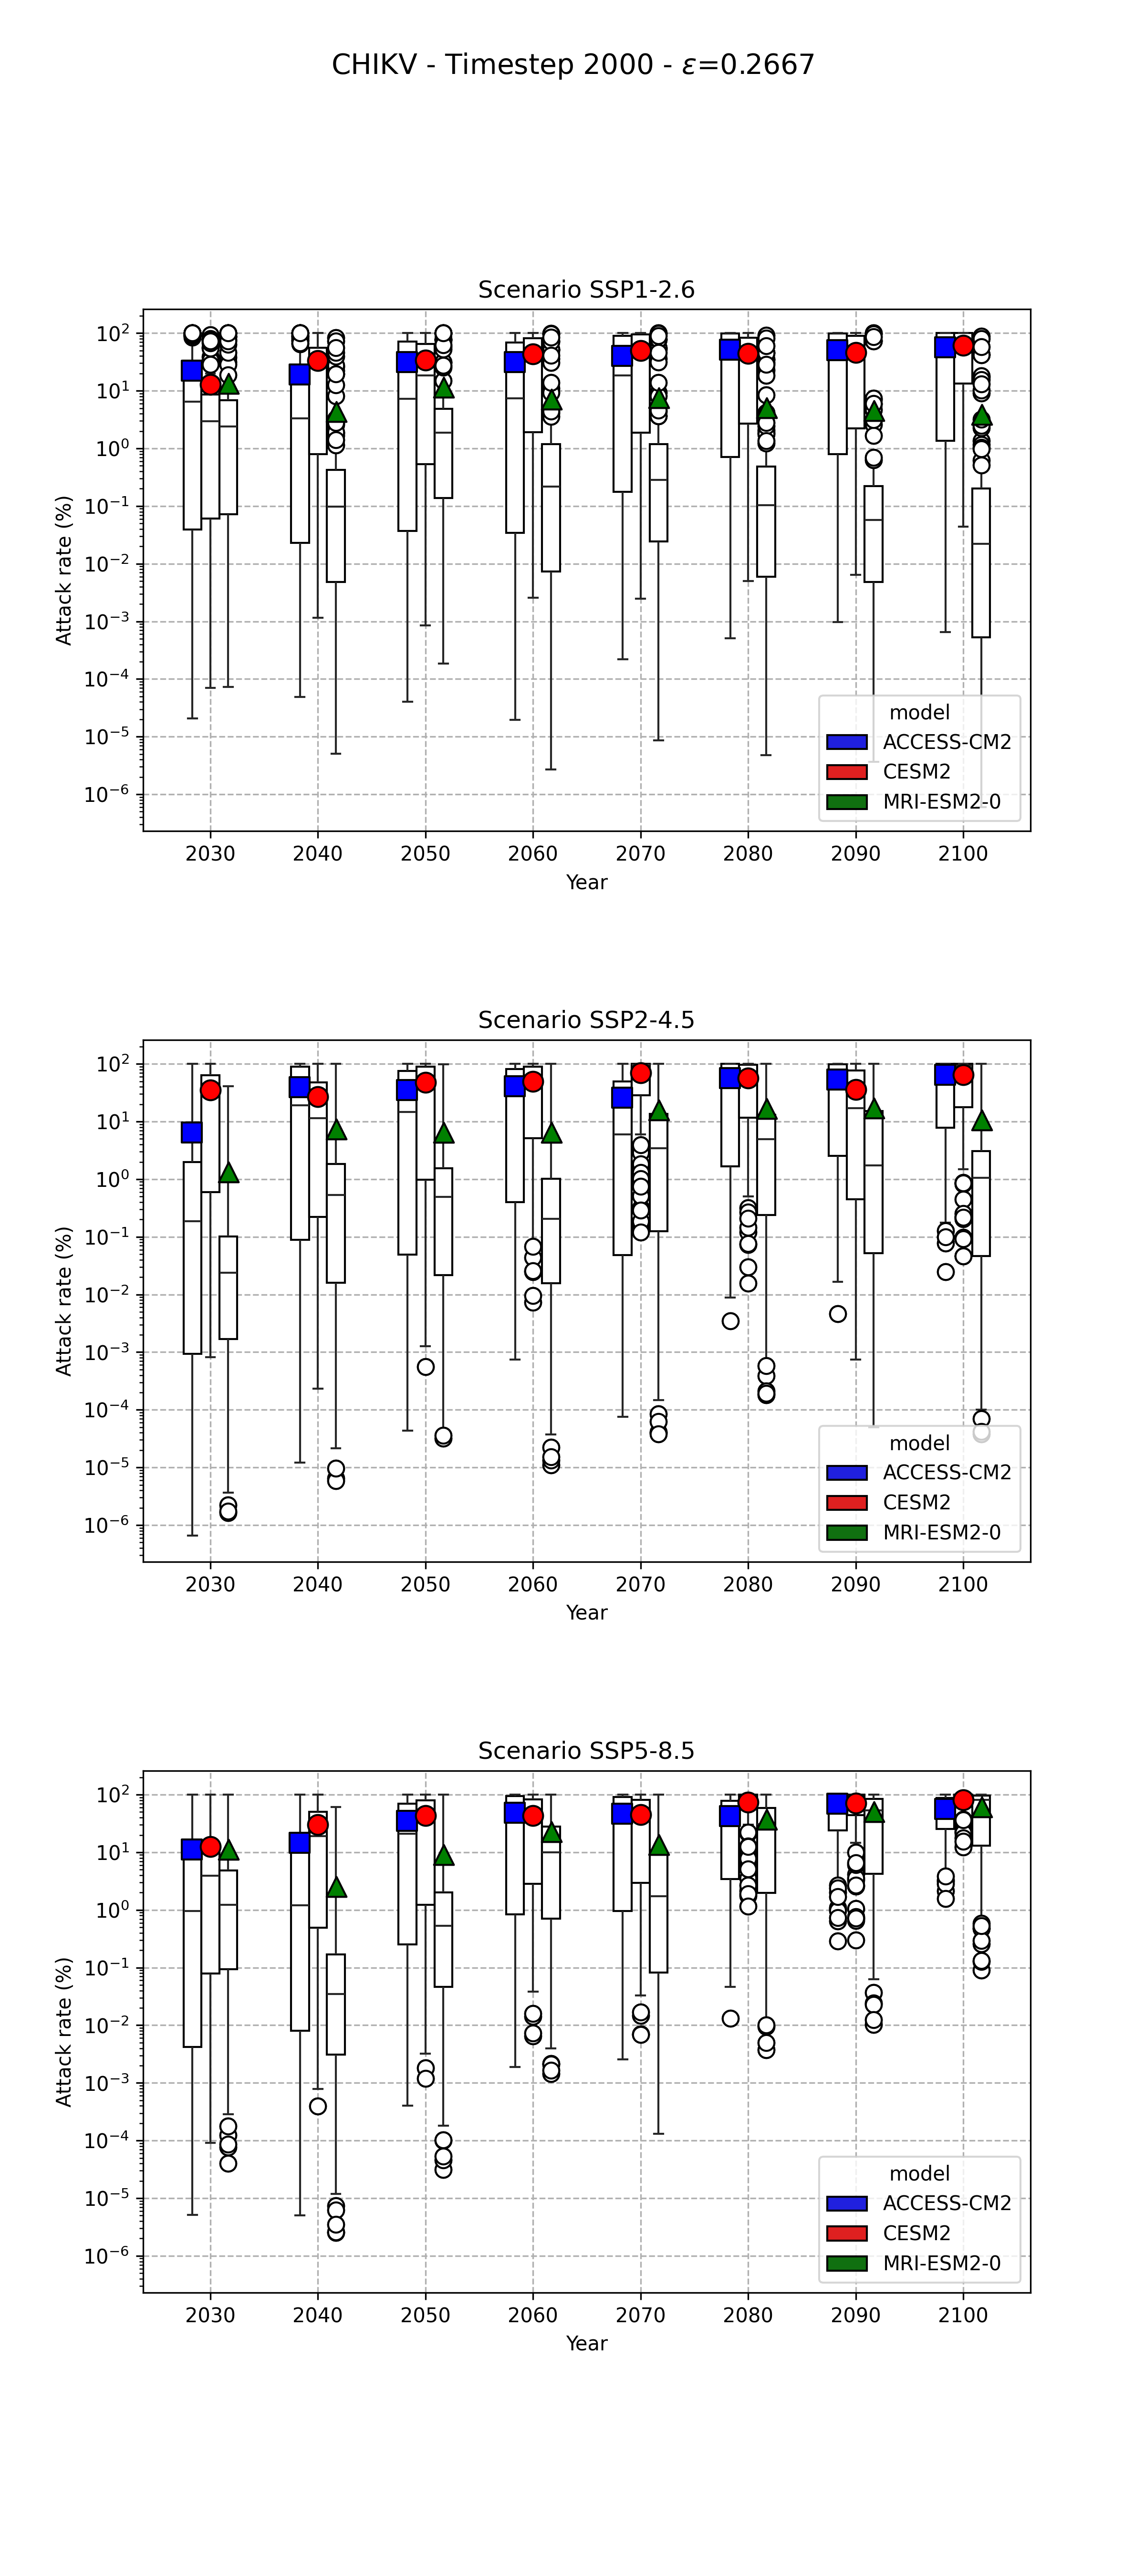 CHIKV - Timestep 2000 - ε=0.2667
Scenario SSP1-2.6
Attack rate (%)
10²
10¹
10⁰
10⁻¹
10⁻²
10⁻³
10⁻⁴
10⁻⁵
10⁻⁶
model
ACCESS-CM2
CESM2
MRI-ESM2-0
2030 2040 2050 2060 2070 2080 2090 2100
Year
Scenario SSP2-4.5
Attack rate (%)
10²
10¹
10⁰
10⁻¹
10⁻²
10⁻³
10⁻⁴
10⁻⁵
10⁻⁶
model
ACCESS-CM2
CESM2
MRI-ESM2-0
2030 2040 2050 2060 2070 2080 2090 2100
Year
Scenario SSP5-8.5
Attack rate (%)
10²
10¹
10⁰
10⁻¹
10⁻²
10⁻³
10⁻⁴
10⁻⁵
10⁻⁶
model
ACCESS-CM2
CESM2
MRI-ESM2-0
2030 2040 2050 2060 2070 2080 2090 2100
Year